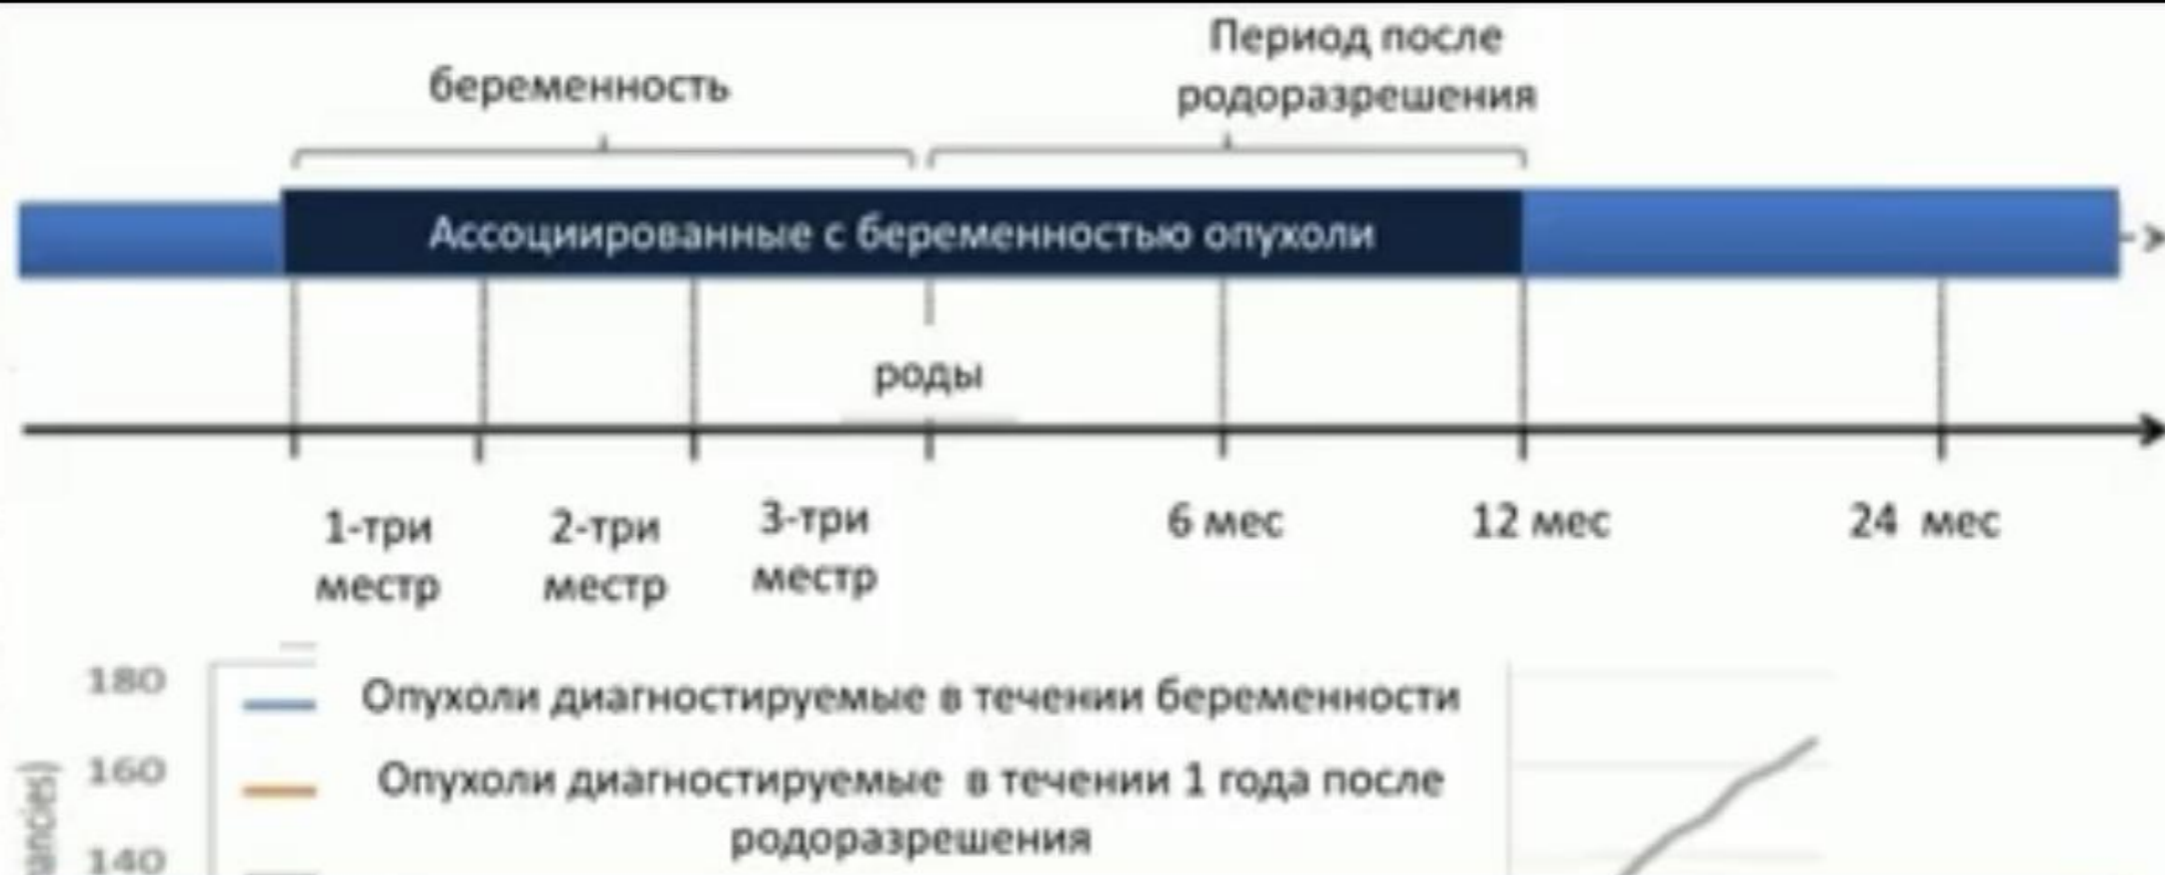 Период после
родоразрешения
беременность
Ассоциированные с беременностью опухоли
роды
1-три
местр
2-три
местр
3-три
местр
6 мес
12 мес
24 мес
180
Опухоли диагностируемые в течении беременности
160
Опухоли диагностируемые в течении 1 года после
родоразрешения
140
ancies)